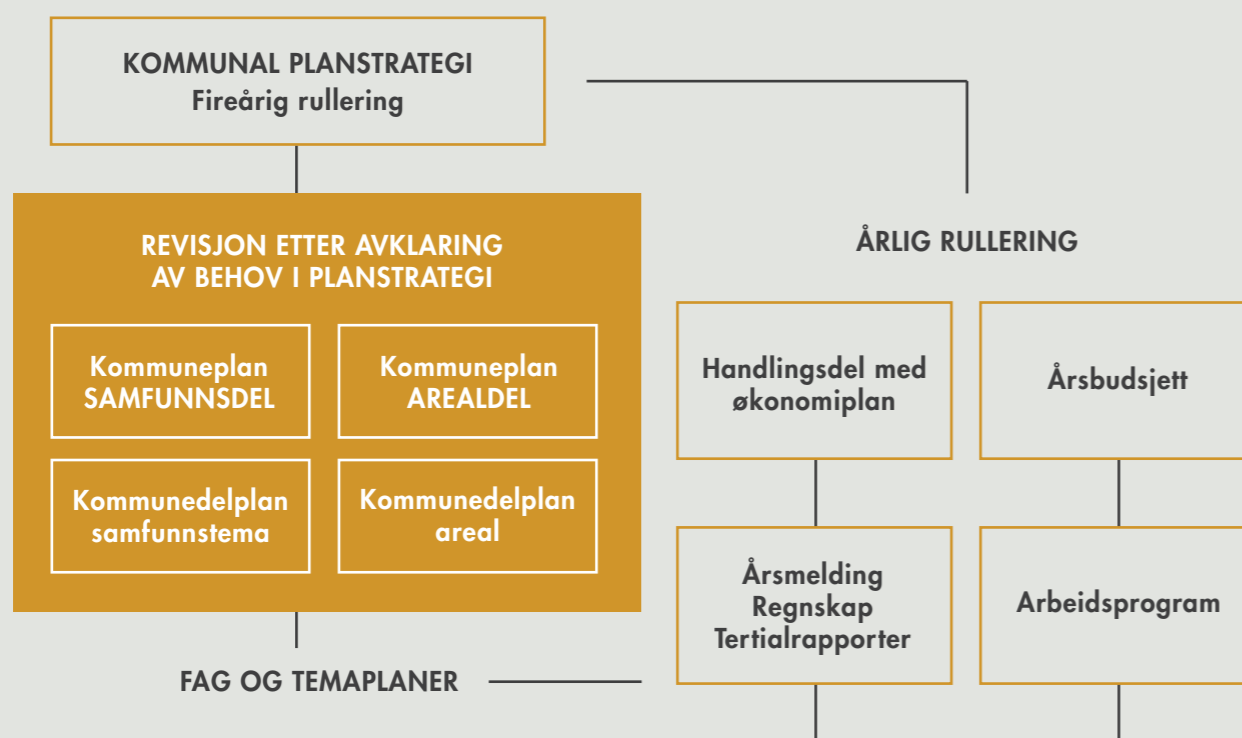 KOMMUNAL PLANSTRATEGI
Fireårig rullering
REVISJON ETTER AVKLARING
AV BEHOV I PLANSTRATEGI
Kommuneplan
SAMFUNNSDEL
Kommuneplan
AREALDEL
Kommunedelplan
samfunnstema
Kommunedelplan
areal
FAG OG TEMAPLANER
ÅRLIG RULLERING
Handlingsdel med
økonomiplan
Årsbudsjett
Årsmelding
Regnskap
Tertialrapporter
Arbeidsprogram